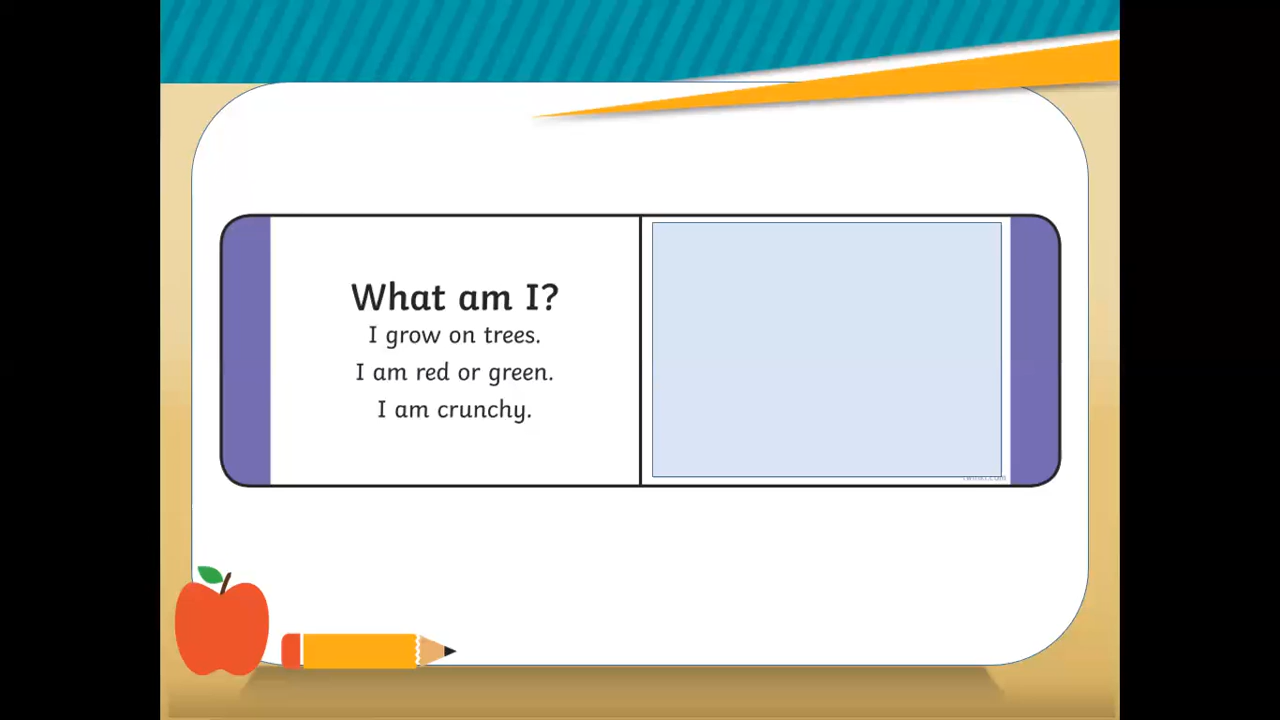 What am I?
I grow on trees.
I am red or green.
I am crunchy.